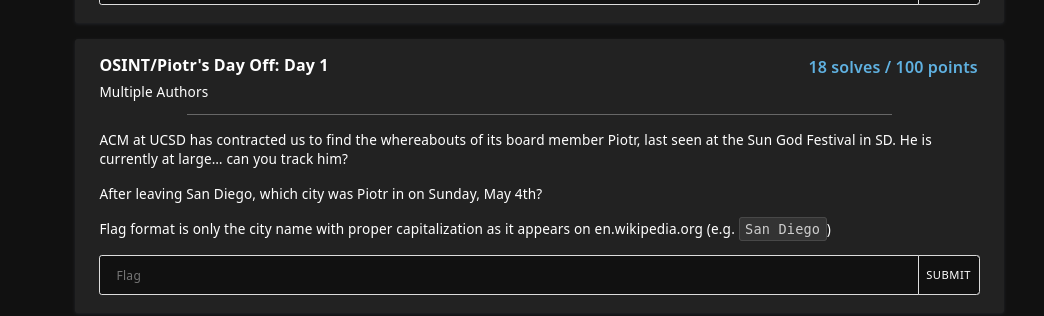 OSINT/Piotr's Day Off: Day 1
18 solves / 100 points
Multiple Authors
ACM at UCSD has contracted us to find the whereabouts of its board member Piotr, last seen at the Sun God Festival in SD. He is
currently at large... can you track him?
After leaving San Diego, which city was Piotr in on Sunday, May 4th?
Flag format is only the city name with proper capitalization as it appears on en.wikipedia.org (e.g. San Diego )
Flag
SUBMIT